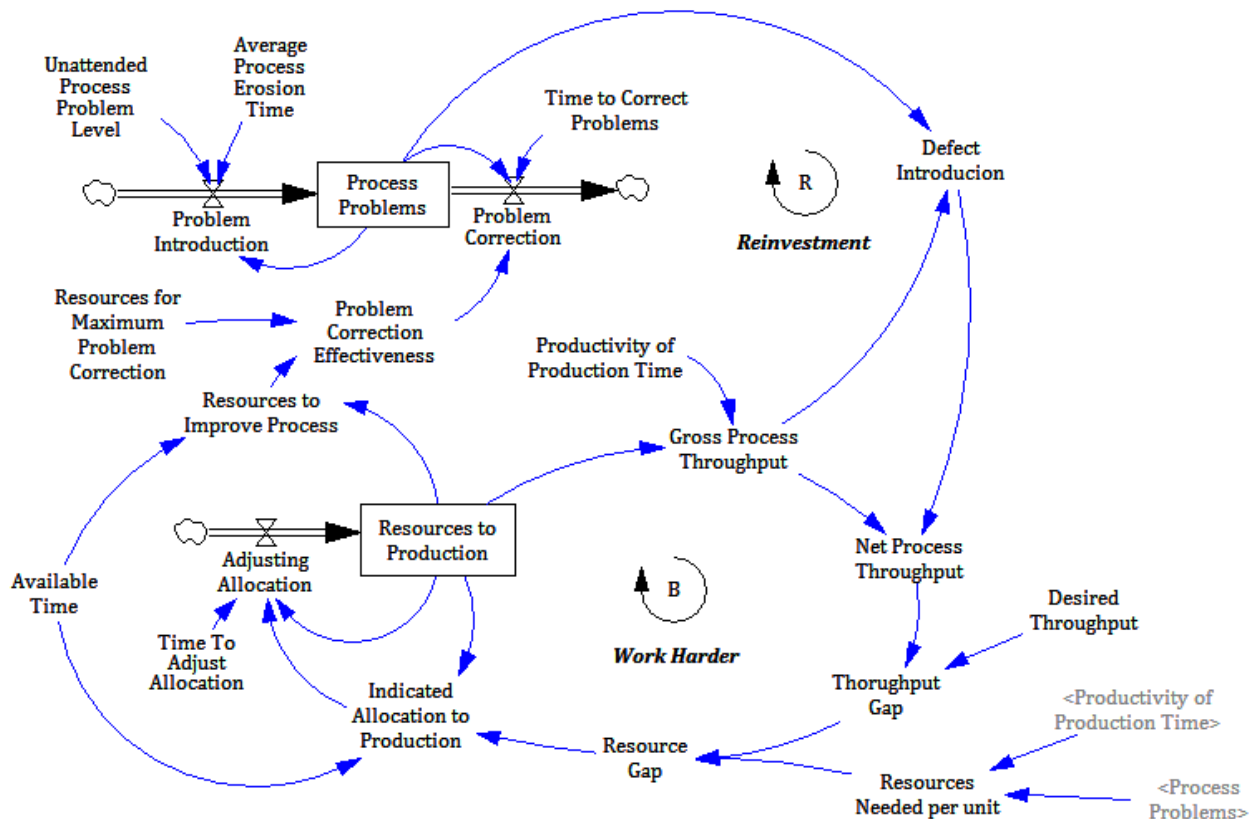 Unattended
Process
Problem
Level
Average
Process
Erosion
Time
Time to Correct
Problems
Defect
Introducion
Process
Problems
R
Problem
Introduction
Problem
Correction
Reinvestment
Resources for
Maximum
Problem
Correction
Problem
Correction
Effectiveness
Productivity of
Production Time
Resources to
Improve Process
Gross Process
Throughput
Resources to
Production
Adjusting
Allocation
Net Process
Throughput
Available
Time
B
Desired
Throughput
Time To
Adjust
Allocation
Work Harder
Indicated
Allocation to
Production
Thorughput
Gap
<Productivity of
Production Time>
Resource
Gap
Resources
Needed per unit
<Process
Problems>